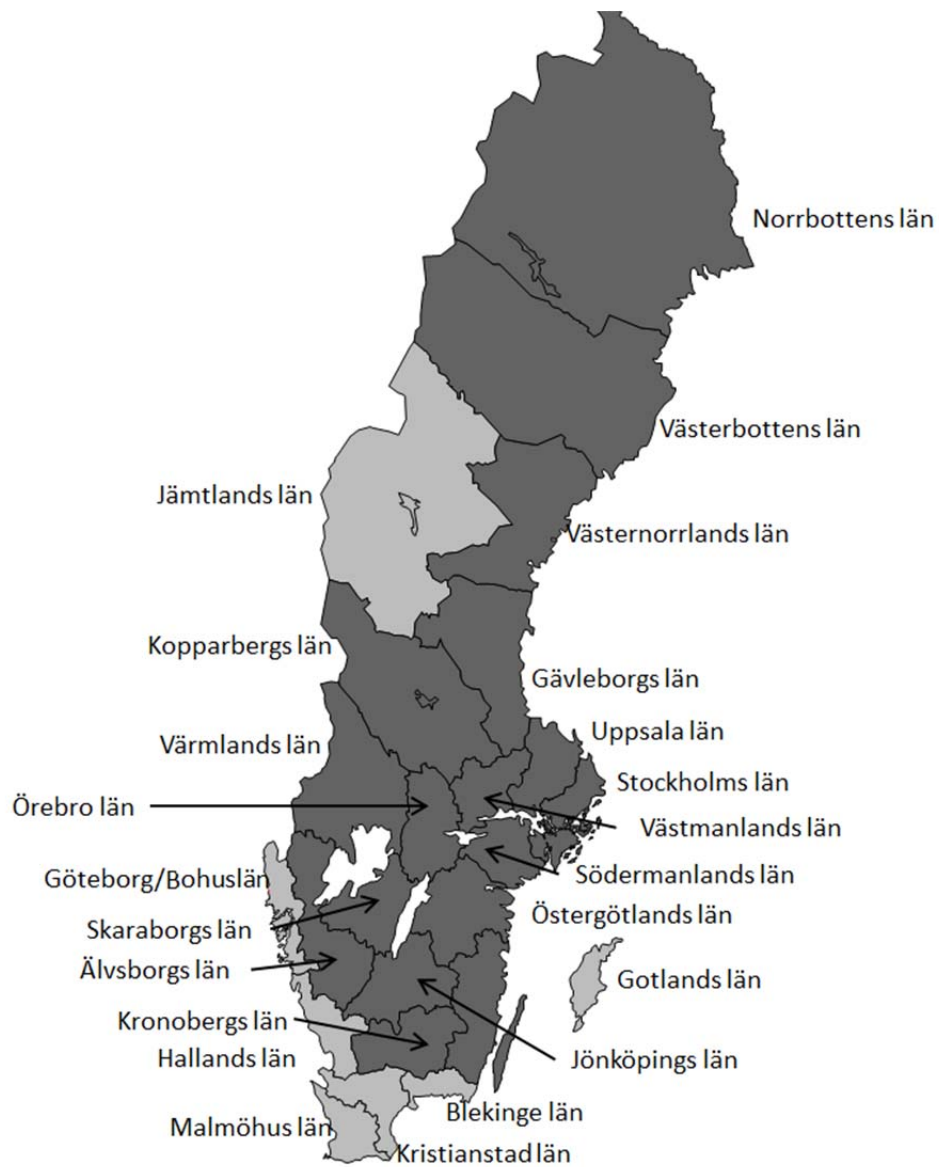 Norrbottens län
Västerbottens län
Jämtlands län
Västernorrlands län
Kopparbergs län
Gävleborgs län
Uppsala län
Värmlands län
Stockholms län
Örebro län
Västmanlands län
Göteborg/Bohuslän
Södermanlands län
Östergötlands län
Skaraborgs län
Älvsborgs län
Gotlands län
Kronobergs län
Hallands län
Jönköpings län
Blekinge län
Malmöhus län
Kristianstad län